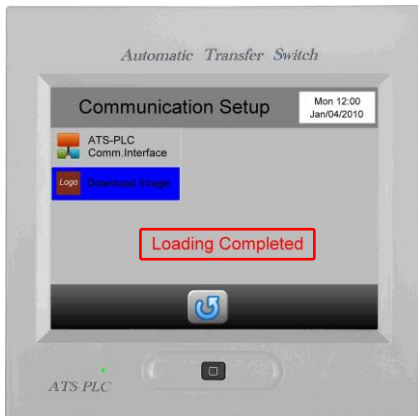 Automatic Transfer Switch
Communication Setup
Mon 12:00
Jan/04/2010
ATS-PLC
Comm.Interface
Logo
Download Image
Loading Completed
ATS-PLC